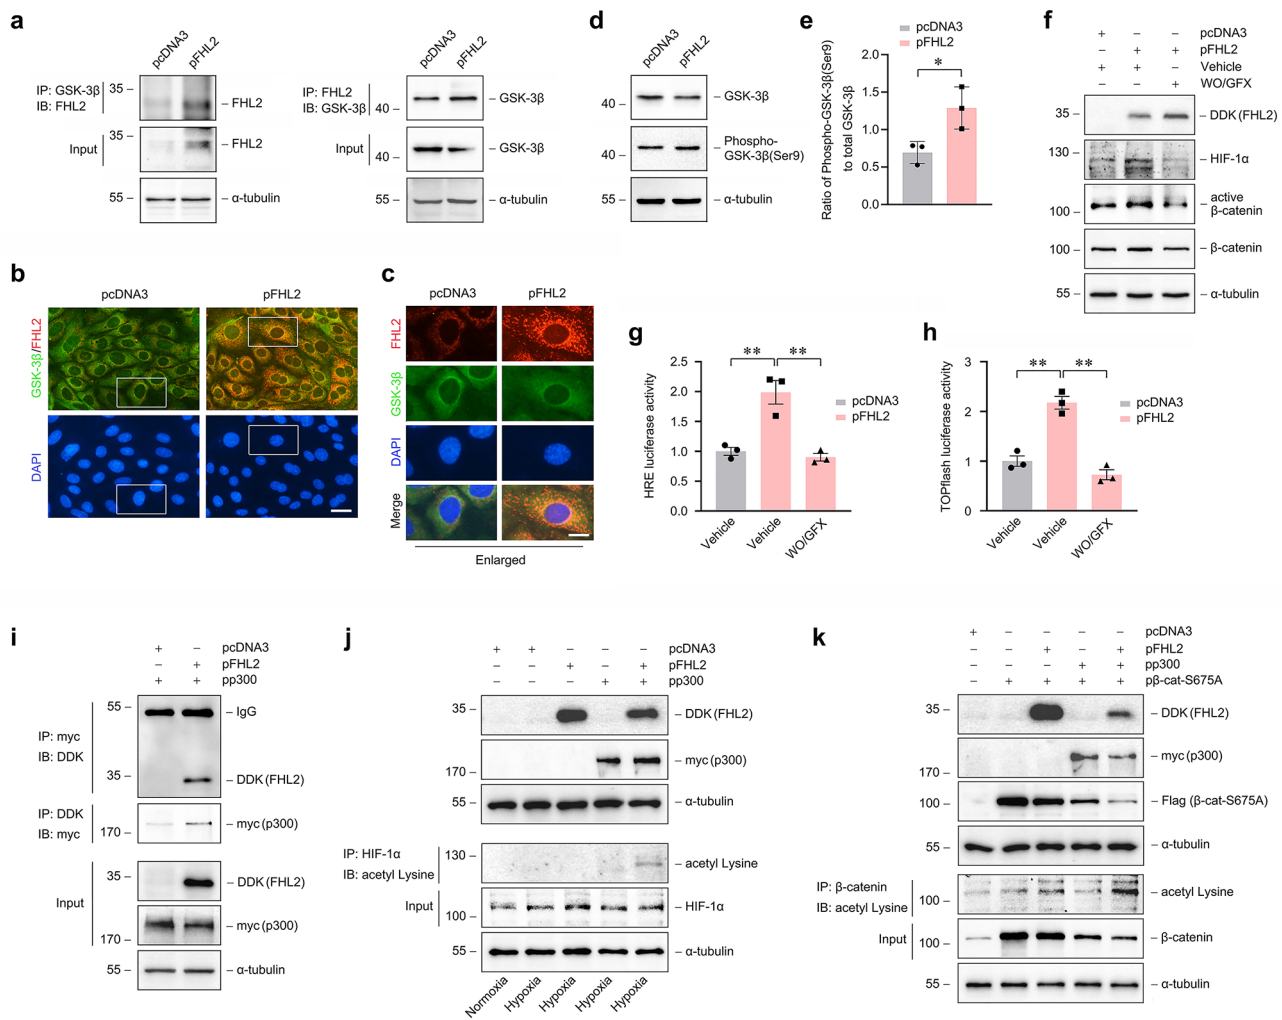 a
pcDNA3
pFHL2
IP: GSK-3β
IB: FHL2
35
FHL2
Input
35
FHL2
55
α-tubulin
pcDNA3
pFHL2
IP: FHL2
IB: GSK-3β
40
GSK-3β
Input
40
GSK-3β
55
α-tubulin
d
pcDNA3
pFHL2
40
GSK-3β
40
Phospho-
GSK-3β(Ser9)
55
α-tubulin
e
pcDNA3
pFHL2
Ratio of Phospho-GSK-3β(Ser9)
to total GSK-3β
2.0
1.5
1.0
0.5
0.0
*
f
+ − − pcDNA3
− + + pFHL2
+ + − Vehicle
− − + WO/GFX
35
DDK(FHL2)
130
HIF-1α
100
active
β-catenin
100
β-catenin
55
α-tubulin
b
pcDNA3
pFHL2
GSK-3β/FHL2
DAPI
c
pcDNA3
pFHL2
FHL2
GSK-3β
DAPI
Merge
Enlarged
g
HRE luciferase activity
2.5
2.0
1.5
1.0
0.5
0.0
** **
pcDNA3
pFHL2
Vehicle
Vehicle
WO/GFX
h
TOPflash luciferase activity
3
2
1
0
** **
pcDNA3
pFHL2
Vehicle
Vehicle
WO/GFX
i
+ − pcDNA3
− + pFHL2
+ + pp300
IP: myc
IB: DDK
55
IgG
35
DDK(FHL2)
IP: DDK
IB: myc
170
myc(p300)
Input
35
DDK(FHL2)
170
myc(p300)
55
α-tubulin
j
+ + − − − pcDNA3
− − + − + pFHL2
− − − + + pp300
35
DDK(FHL2)
170
myc(p300)
55
α-tubulin
IP: HIF-1α
IB: acetyl Lysine
130
acetyl Lysine
Input
100
HIF-1α
55
α-tubulin
Normoxia
Hypoxia
Hypoxia
Hypoxia
Hypoxia
k
+ − − − − pcDNA3
− − + − + pFHL2
− − − + + pp300
− + + + + pβ-cat-S675A
35
DDK(FHL2)
170
myc(p300)
100
Flag (β-cat-S675A)
55
α-tubulin
IP: β-catenin
IB: acetyl Lysine
100
acetyl Lysine
Input
100
β-catenin
55
α-tubulin